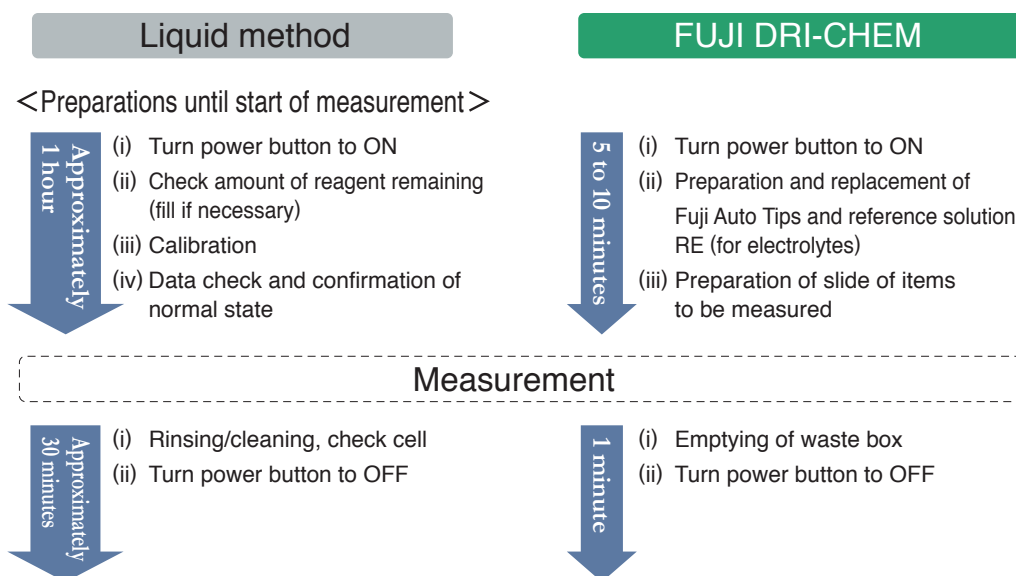 Liquid method
<Preparations until start of measurement>
Approximately
1 hour
(i) Turn power button to ON
(ii) Check amount of reagent remaining
(fill if necessary)
(iii) Calibration
(iv) Data check and confirmation of
normal state
FUJI DRI-CHEM
5 to 10 minutes
(i) Turn power button to ON
(ii) Preparation and replacement of
Fuji Auto Tips and reference solution
RE (for electrolytes)
(iii) Preparation of slide of items
to be measured
Measurement
Approximately
30 minutes
(i) Rinsing/cleaning, check cell
(ii) Turn power button to OFF
1 minute
(i) Emptying of waste box
(ii) Turn power button to OFF